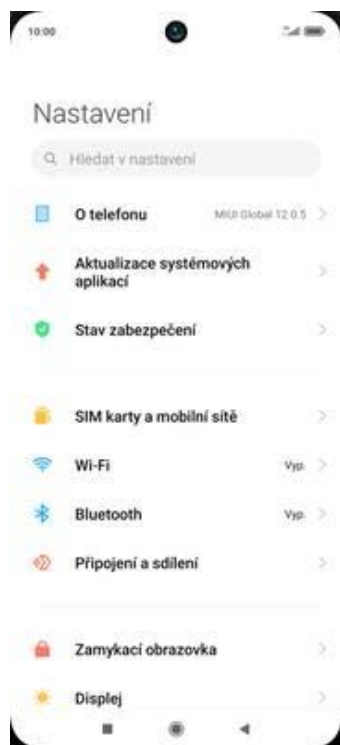 10:00
Nastavení
Hledat v nastavení
O telefonu MIUI Global 12.0.5
Aktualizace systémových
aplikací
Stav zabezpečení
SIM karty a mobilní sítě
Wi-Fi Vyp.
Bluetooth Vyp.
Připojení a sdílení
Zamykací obrazovka
Displej